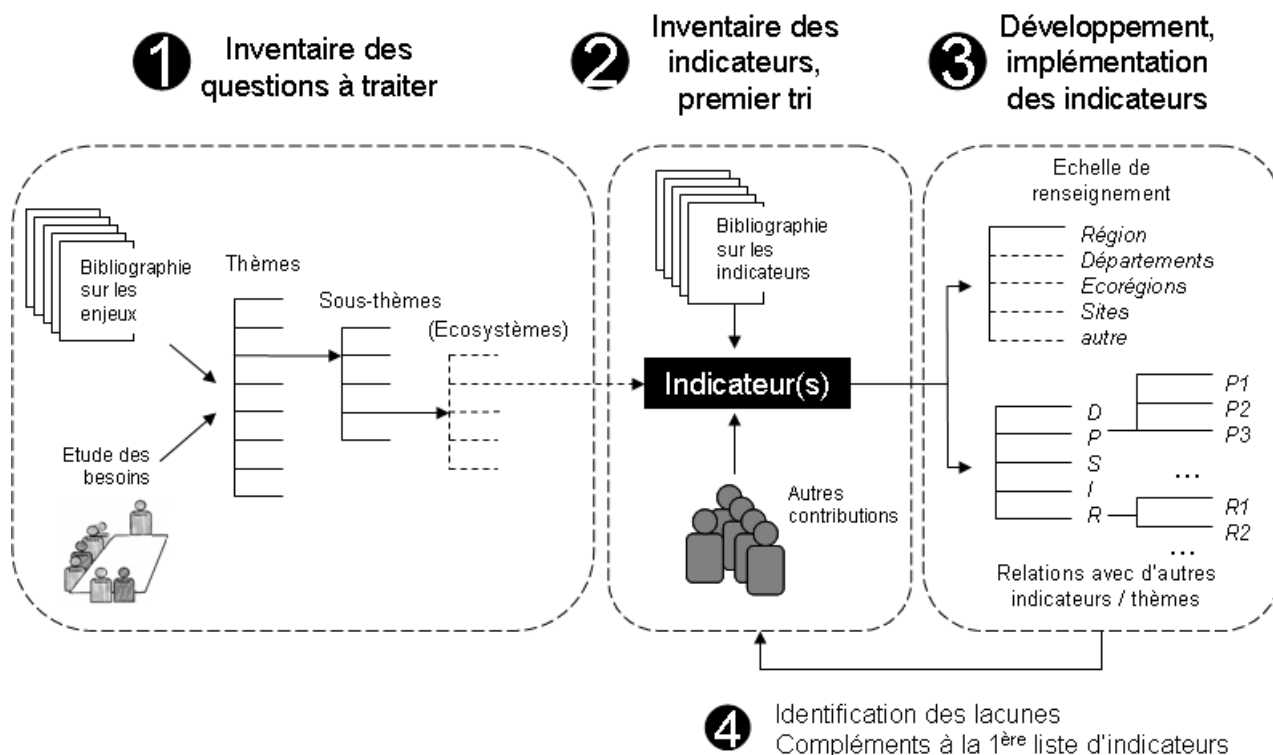 1
Inventaire des
questions à traiter
2
Inventaire des
indicateurs,
premier tri
3
Développement,
implémentation
des indicateurs
Bibliographie
sur les
enjeux
Thèmes
Sous-thèmes
(Ecosystèmes)
Etude des
besoins
Bibliographie
sur les
indicateurs
Indicateur(s)
Autres
contributions
Echelle de
renseignement
Région
Départements
Ecorégions
Sites
autre
D
P
S
I
R
P1
P2
P3
...
R1
R2
...
Relations avec d'autres
indicateurs / thèmes
4
Identification des lacunes
Compléments à la 1ère liste d'indicateurs